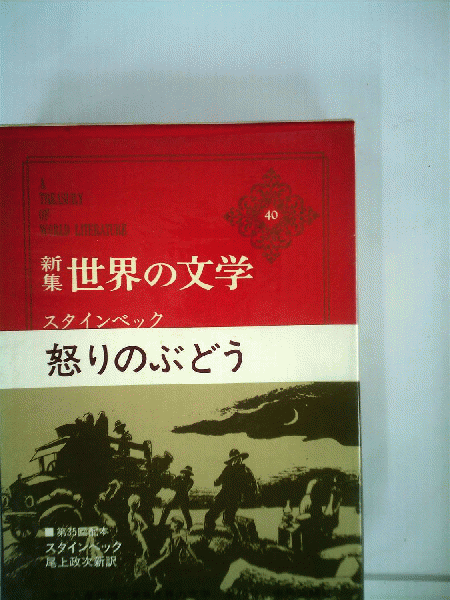 A
TREASURY
OF
WORLD LITERATURE
40
新集 世界の文学
スタインベック
怒りのぶどう
■第35回配本
スタインベック
尾上政次新訳